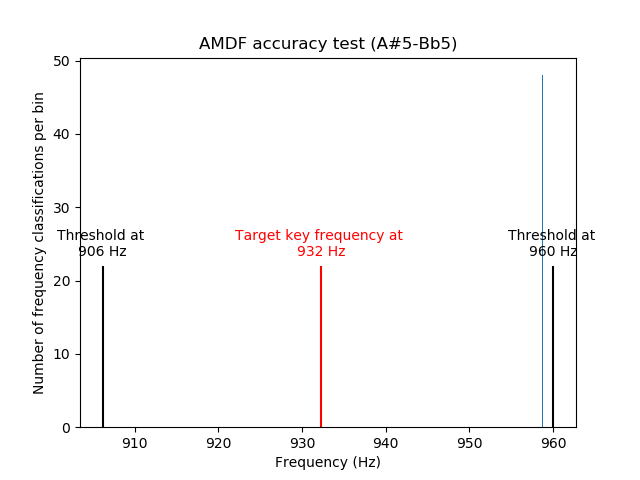 AMDF accuracy test (A#5-Bb5)
Number of frequency classifications per bin
50
40
30
20
10
0
Threshold at
906 Hz
Target key frequency at
932 Hz
Threshold at
960 Hz
910
920
930
940
950
960
Frequency (Hz)